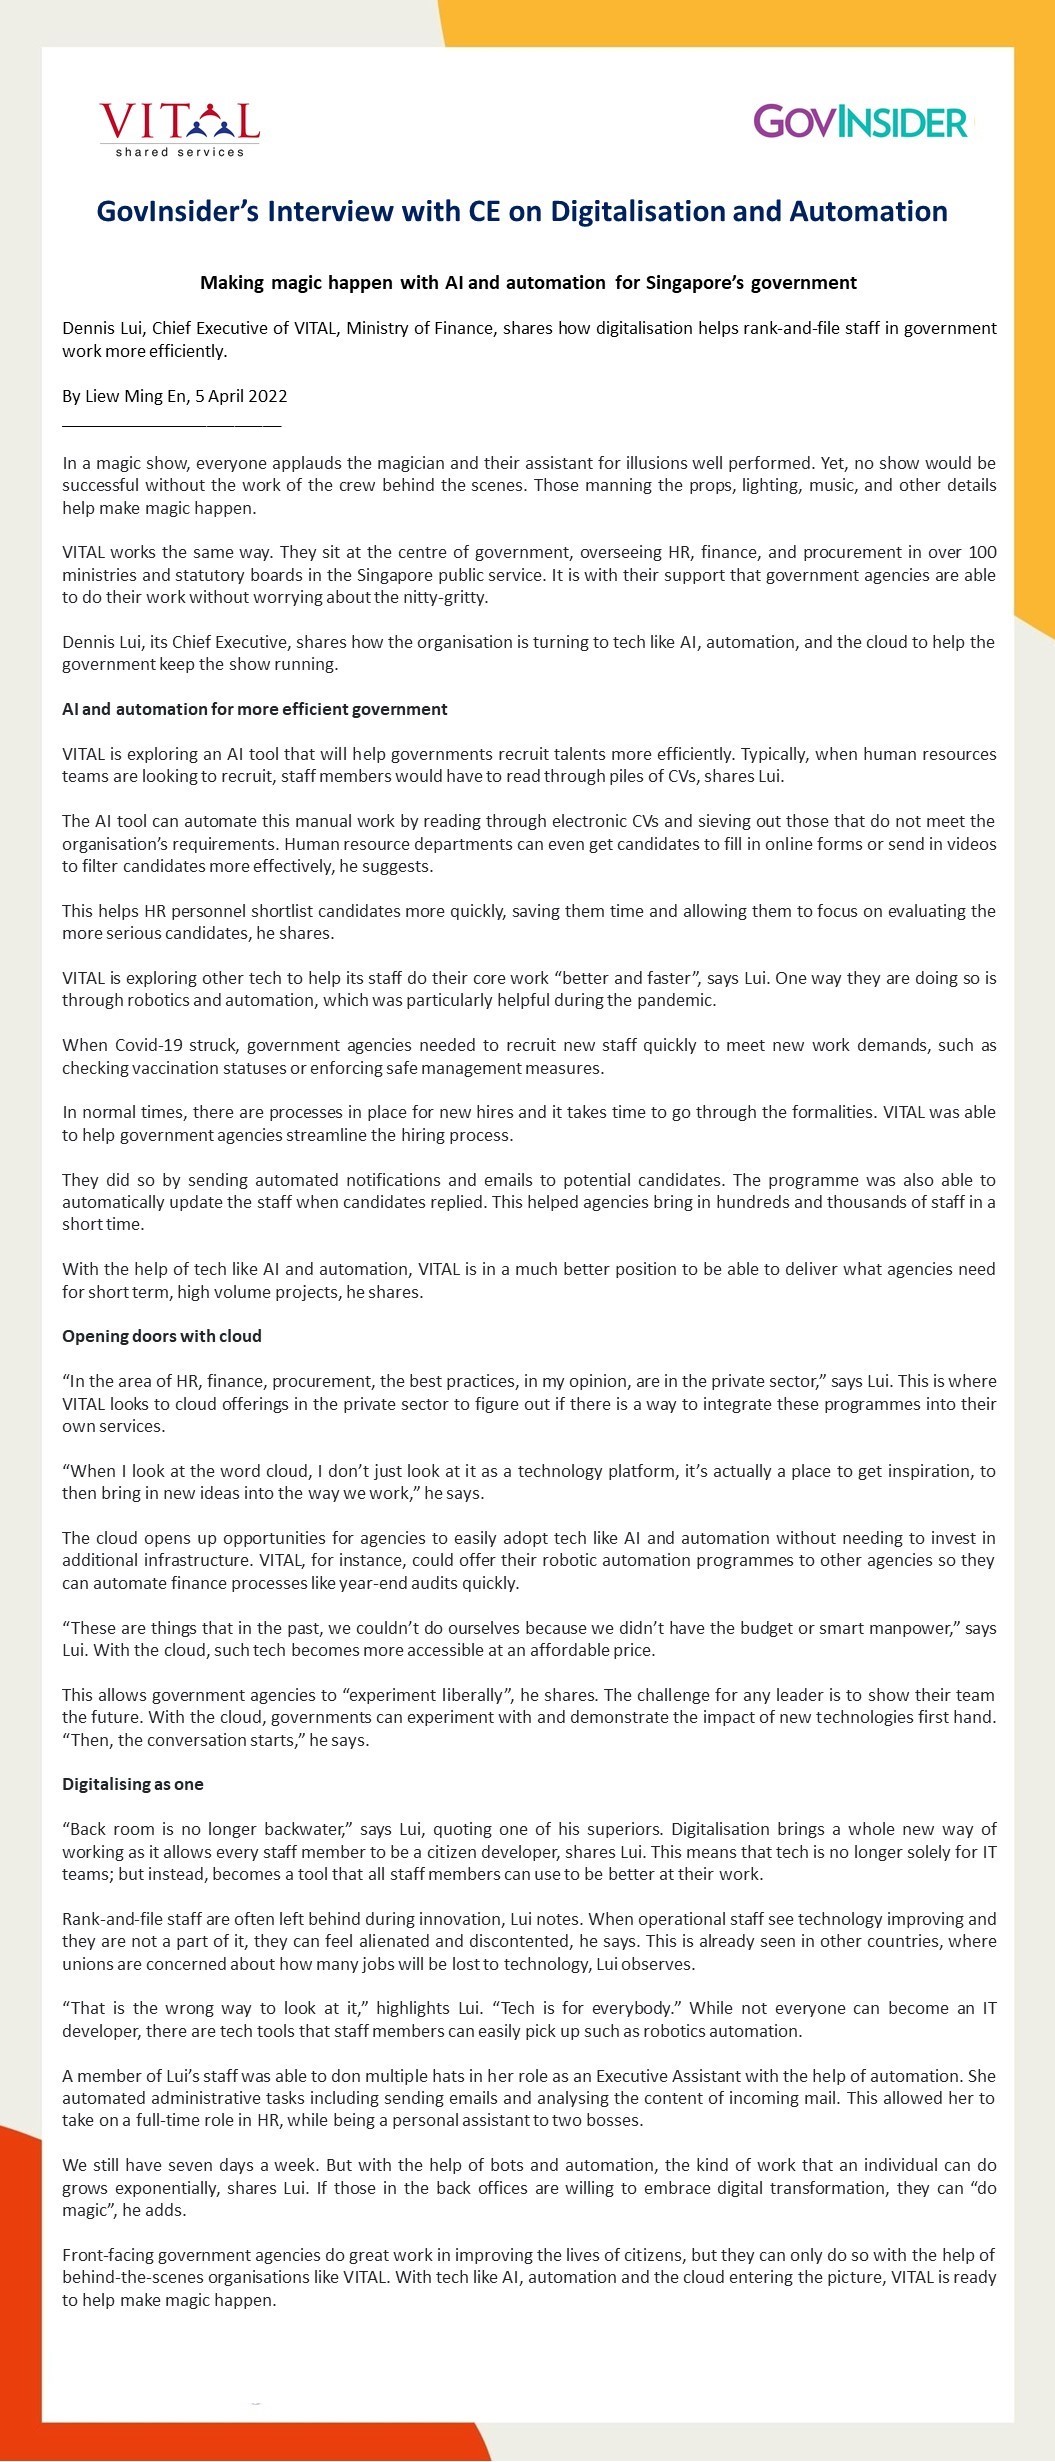 VITAL
shared services
GOVINSIDER
GovInsider’s Interview with CE on Digitalisation and Automation
Making magic happen with AI and automation for Singapore’s government
Dennis Lui, Chief Executive of VITAL, Ministry of Finance, shares how digitalisation helps rank-and-file staff in government
work more efficiently.
By Liew Ming En, 5 April 2022
In a magic show, everyone applauds the magician and their assistant for illusions well performed. Yet, no show would be
successful without the work of the crew behind the scenes. Those manning the props, lighting, music, and other details
help make magic happen.
VITAL works the same way. They sit at the centre of government, overseeing HR, finance, and procurement in over 100
ministries and statutory boards in the Singapore public service. It is with their support that government agencies are able
to do their work without worrying about the nitty-gritty.
Dennis Lui, its Chief Executive, shares how the organisation is turning to tech like AI, automation, and the cloud to help the
government keep the show running.
AI and automation for more efficient government
VITAL is exploring an AI tool that will help governments recruit talents more efficiently. Typically, when human resources
teams are looking to recruit, staff members would have to read through piles of CVs, shares Lui.
The AI tool can automate this manual work by reading through electronic CVs and sieving out those that do not meet the
organisation’s requirements. Human resource departments can even get candidates to fill in online forms or send in videos
to filter candidates more effectively, he suggests.
This helps HR personnel shortlist candidates more quickly, saving them time and allowing them to focus on evaluating the
more serious candidates, he shares.
VITAL is exploring other tech to help its staff do their core work “better and faster”, says Lui. One way they are doing so is
through robotics and automation, which was particularly helpful during the pandemic.
When Covid-19 struck, government agencies needed to recruit new staff quickly to meet new work demands, such as
checking vaccination statuses or enforcing safe management measures.
In normal times, there are processes in place for new hires and it takes time to go through the formalities. VITAL was able
to help government agencies streamline the hiring process.
They did so by sending automated notifications and emails to potential candidates. The programme was also able to
automatically update the staff when candidates replied. This helped agencies bring in hundreds and thousands of staff in a
short time.
With the help of tech like AI and automation, VITAL is in a much better position to be able to deliver what agencies need
for short term, high volume projects, he shares.
Opening doors with cloud
“In the area of HR, finance, procurement, the best practices, in my opinion, are in the private sector,” says Lui. This is where
VITAL looks to cloud offerings in the private sector to figure out if there is a way to integrate these programmes into their
own services.
“When I look at the word cloud, I don’t just look at it as a technology platform, it’s actually a place to get inspiration, to
then bring in new ideas into the way we work,” he says.
The cloud opens up opportunities for agencies to easily adopt tech like AI and automation without needing to invest in
additional infrastructure. VITAL, for instance, could offer their robotic automation programmes to other agencies so they
can automate finance processes like year-end audits quickly.
“These are things that in the past, we couldn’t do ourselves because we didn’t have the budget or smart manpower,” says
Lui. With the cloud, such tech becomes more accessible at an affordable price.
This allows government agencies to “experiment liberally”, he shares. The challenge for any leader is to show their team
the future. With the cloud, governments can experiment with and demonstrate the impact of new technologies first hand.
“Then, the conversation starts,” he says.
Digitalising as one
“Back room is no longer backwater,” says Lui, quoting one of his superiors. Digitalisation brings a whole new way of
working as it allows every staff member to be a citizen developer, shares Lui. This means that tech is no longer solely for IT
teams; but instead, becomes a tool that all staff members can use to be better at their work.
Rank-and-file staff are often left behind during innovation, Lui notes. When operational staff see technology improving and
they are not a part of it, they can feel alienated and discontented, he says. This is already seen in other countries, where
unions are concerned about how many jobs will be lost to technology, Lui observes.
“That is the wrong way to look at it,” highlights Lui. “Tech is for everybody.” While not everyone can become an IT
developer, there are tech tools that staff members can easily pick up such as robotics automation.
A member of Lui’s staff was able to don multiple hats in her role as an Executive Assistant with the help of automation. She
automated administrative tasks including sending emails and analysing the content of incoming mail. This allowed her to
take on a full-time role in HR, while being a personal assistant to two bosses.
We still have seven days a week. But with the help of bots and automation, the kind of work that an individual can do
grows exponentially, shares Lui. If those in the back offices are willing to embrace digital transformation, they can “do
magic”, he adds.
Front-facing government agencies do great work in improving the lives of citizens, but they can only do so with the help of
behind-the-scenes organisations like VITAL. With tech like AI, automation and the cloud entering the picture, VITAL is ready
to help make magic happen.